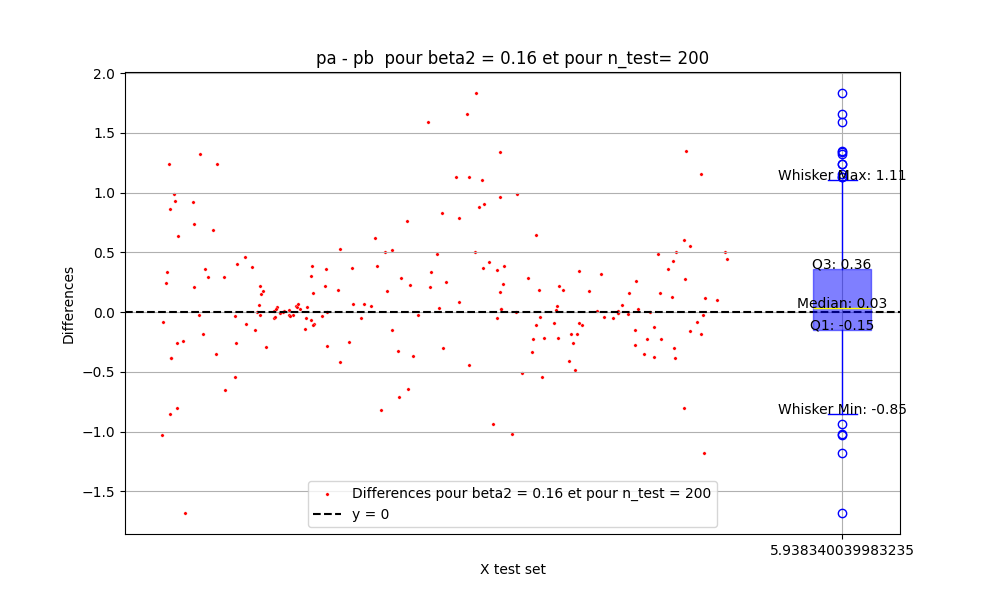 pa - pb  pour beta2 = 0.16 et pour n_test= 200
Differences
2.0
1.5
1.0
0.5
0.0
−0.5
−1.0
−1.5
Whisker Max: 1.11
Q3: 0.36
Median: 0.03
Q1: -0.15
Whisker Min: -0.85
Differences pour beta2 = 0.16 et pour n_test = 200
y = 0
5.938340039983235
X test set